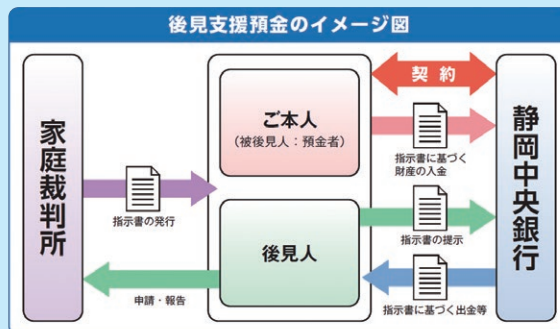 後見支援預金のイメージ図
家庭裁判所
指示書の発行
申請・報告
ご本人
（被後見人：預金者）
後見人
契約
指示書に基づく
財産の入金
指示書の提示
指示書に基づく出金等
静岡中央銀行